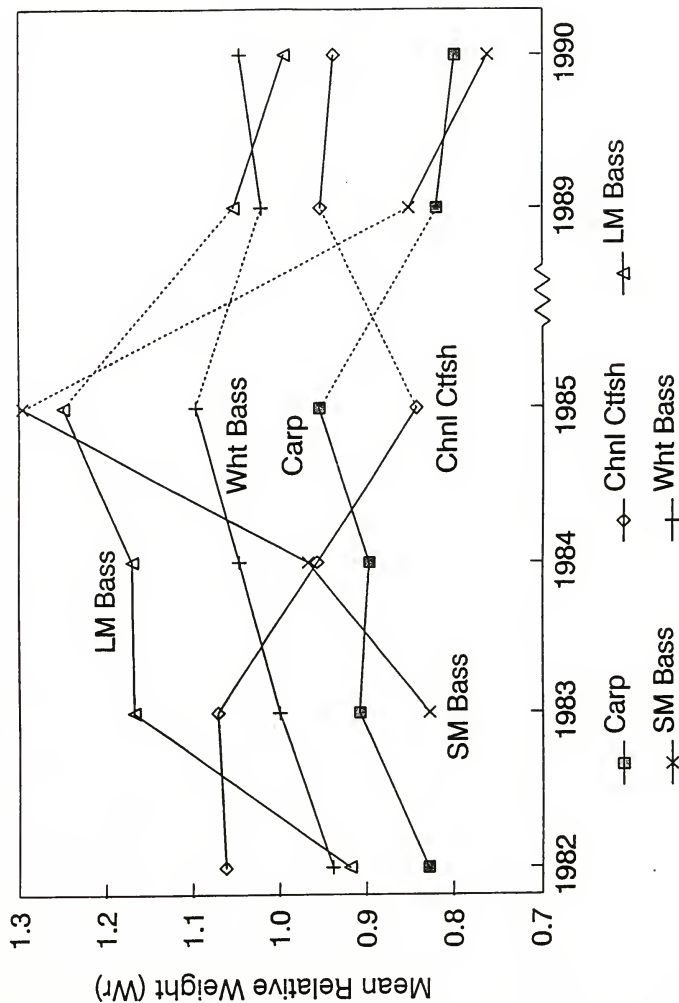 Mean Relative Weight (Wr)
1.3
1.2
1.1
1.0
0.9
0.8
0.7
LM Bass
Wht Bass
Carp
SM Bass
Chnl Ctfsh
1982
1983
1984
1985
1989
1990
Carp
Chnl Ctfsh
LM Bass
SM Bass
Wht Bass